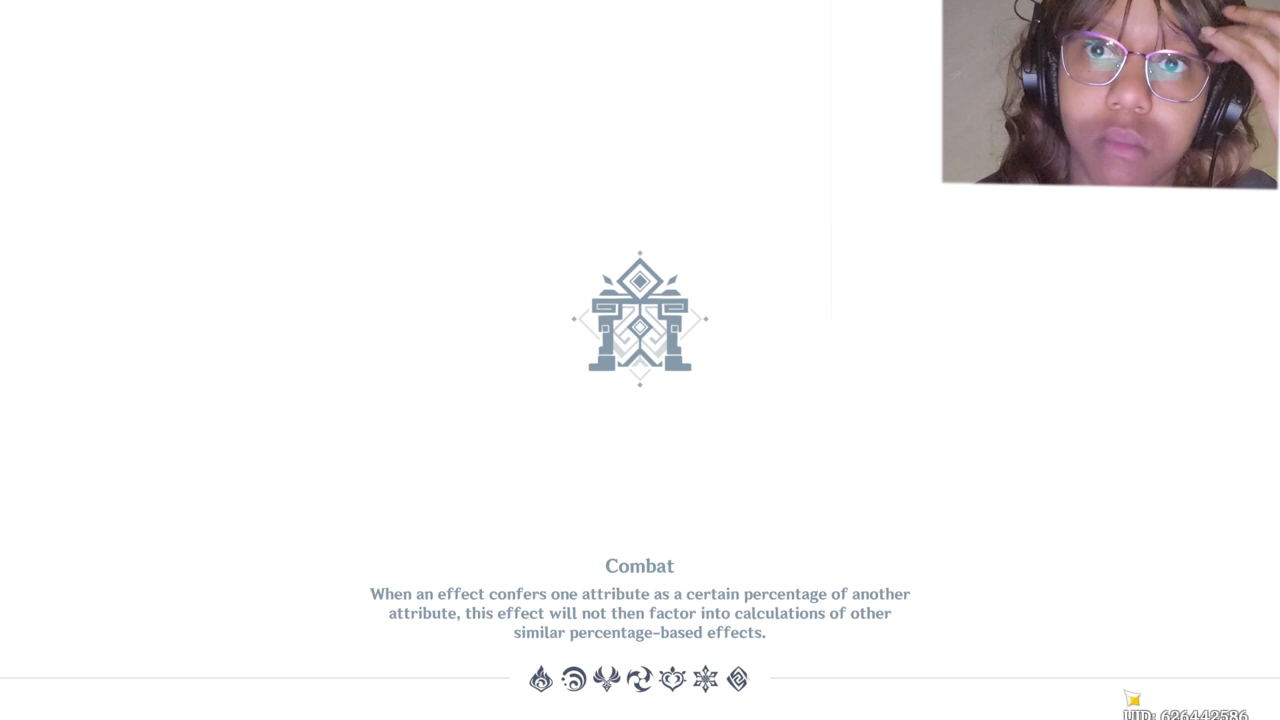 Combat
When an effect confers one attribute as a certain percentage of another
attribute, this effect will not then factor into calculations of other
similar percentage-based effects.
UID: 626442586